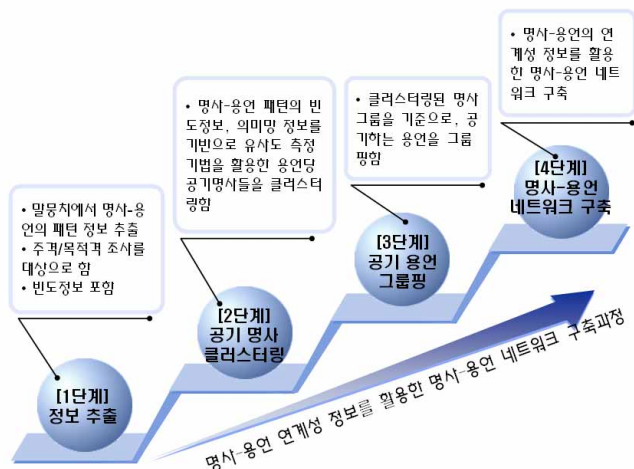 • 말뭉치에서 명사-용
언의 패턴 정보 추출
• 주격/목적격 조사를
대상으로 함
• 빈도정보 포함
[1단계]
정보 추출
• 명사-용언 패턴의 빈
도정보, 의미망 정보를
기반으로 유사도 측정
기법을 활용한 용언당
공기명사들을 클러스터
링함
[2단계]
공기 명사
클러스터링
• 클러스터링된 명사
그룹을 기준으로, 공
기하는 용언을 그룹
핑함
[3단계]
공기 용언
그룹핑
• 명사-용언의 연
계성 정보를 활용
한 명사-용언 네트
워크 구축
[4단계]
명사-용언
네트워크 구축
명사-용언 연계성 정보를 활용한 명사-용언 네트워크 구축과정